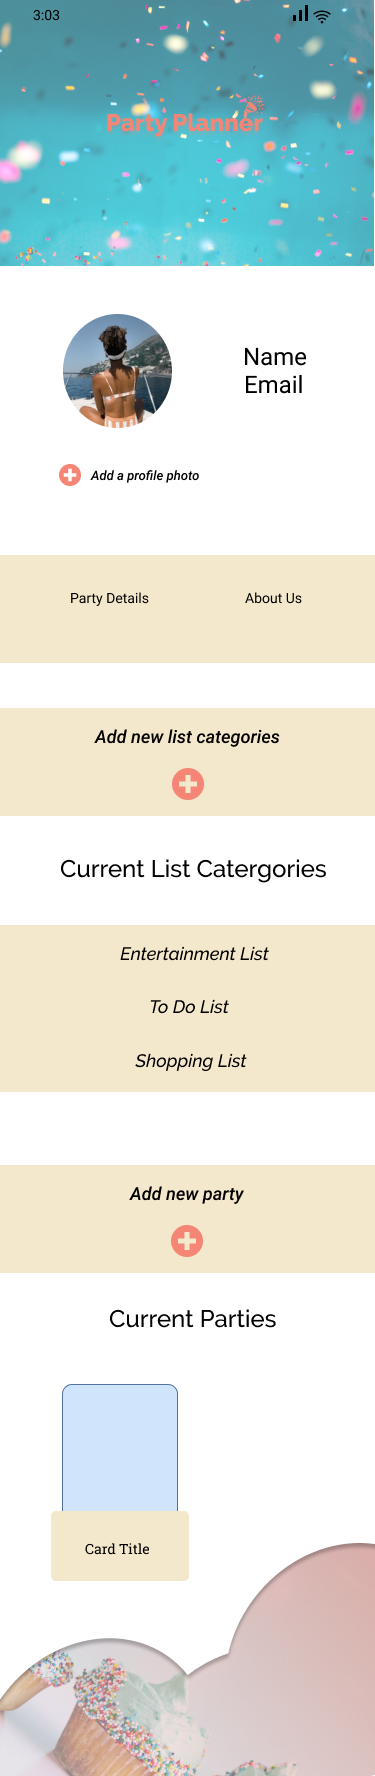 3:03
Party Planner
Name
Email
Add a profile photo
Party Details
About Us
Add new list categories
Current List Catergories
Entertainment List
To Do List
Shopping List
Add new party
Current Parties
Card Title